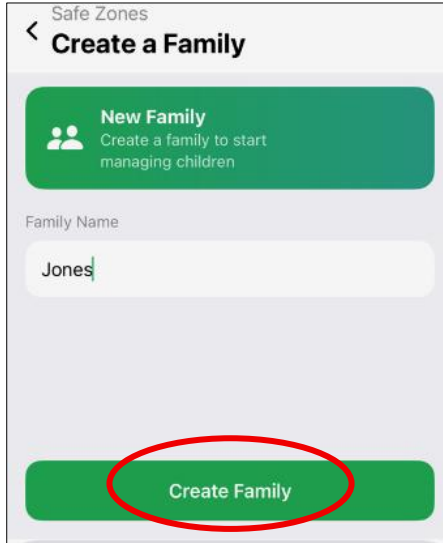 Safe Zones
Create a Family
New Family
Create a family to start
managing children
Family Name
Jones
Create Family